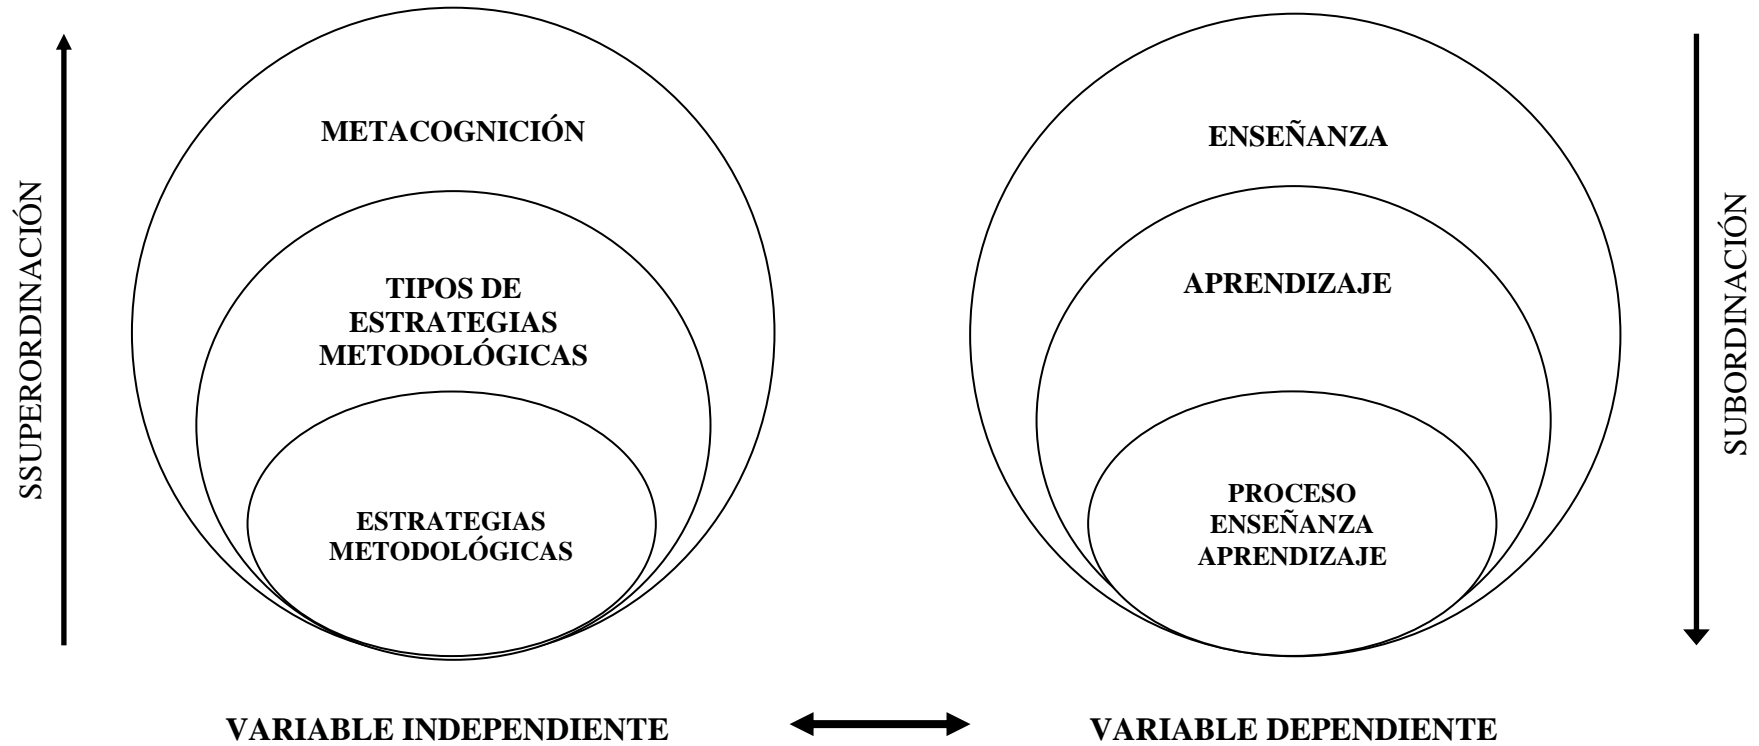 SSUPERORDINACIÓN
METACOGNICIÓN
TIPOS DE
ESTRATEGIAS
METODOLÓGICAS
ESTRATEGIAS
METODOLÓGICAS
ENSEÑANZA
APRENDIZAJE
PROCESO
ENSEÑANZA
APRENDIZAJE
SUBORDINACIÓN
VARIABLE INDEPENDIENTE
VARIABLE DEPENDIENTE